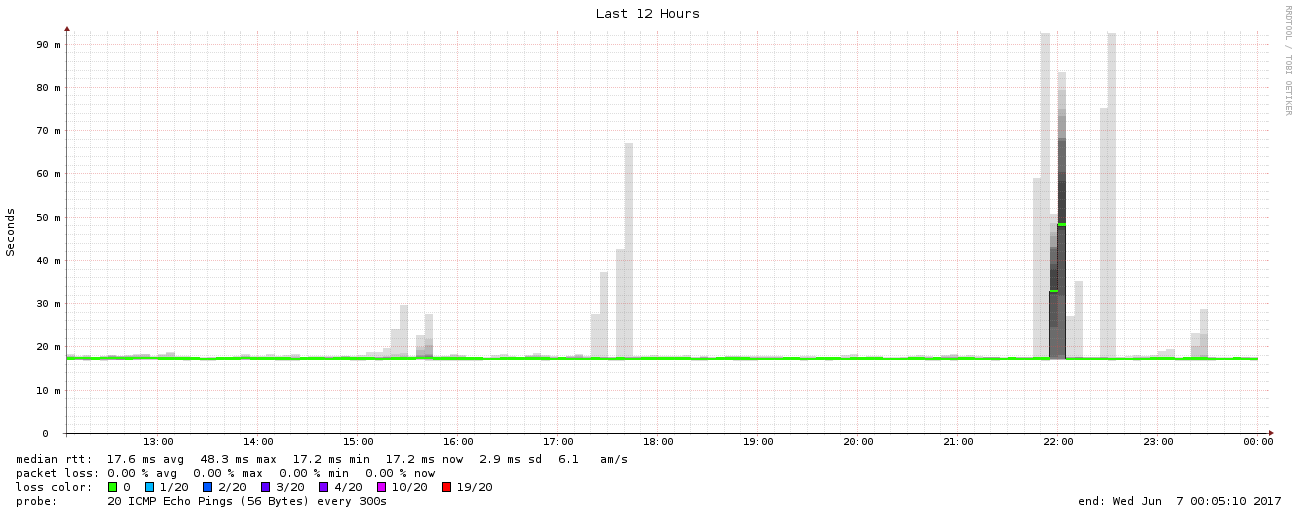 Last 12 Hours
RRDTOOL / TOBI OETIKER
Seconds
90 m
80 m
70 m
60 m
50 m
40 m
30 m
20 m
10 m
0
13:00 14:00 15:00 16:00 17:00 18:00 19:00 20:00 21:00 22:00 23:00 00:00
median rtt: 17.6 ms avg 48.3 ms max 17.2 ms min 17.2 ms now 2.9 ms sd 6.1 am/s
packet loss: 0.00 % avg 0.00 % max 0.00 % min 0.00 % now
loss color: 0 1/20 2/20 3/20 4/20 10/20 19/20
probe: 20 ICMP Echo Pings (56 Bytes) every 300s end: Wed Jun 7 00:05:10 2017